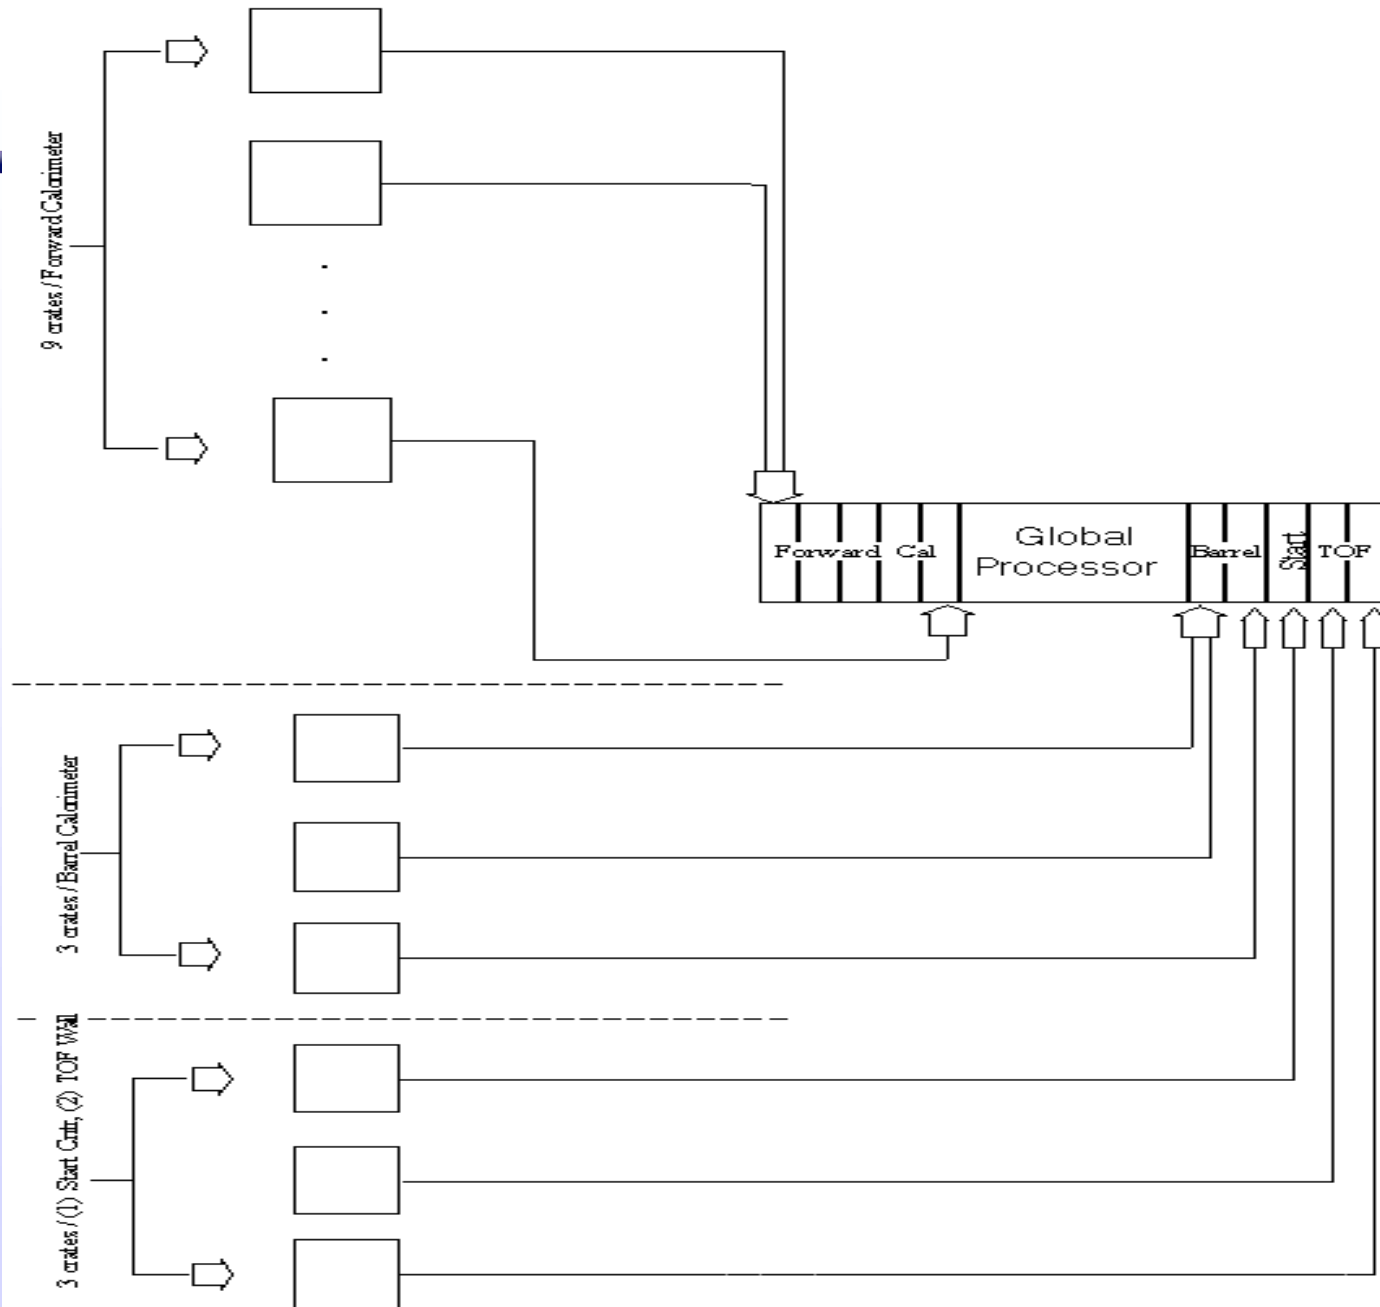 9 crates / Forward Calorimeter
Forward Cal
Global
Processor
Barrel
Start
TOF
3 crates / Barrel Calorimeter
3 crates / (1) Start Cntr, (2) TOF Wall